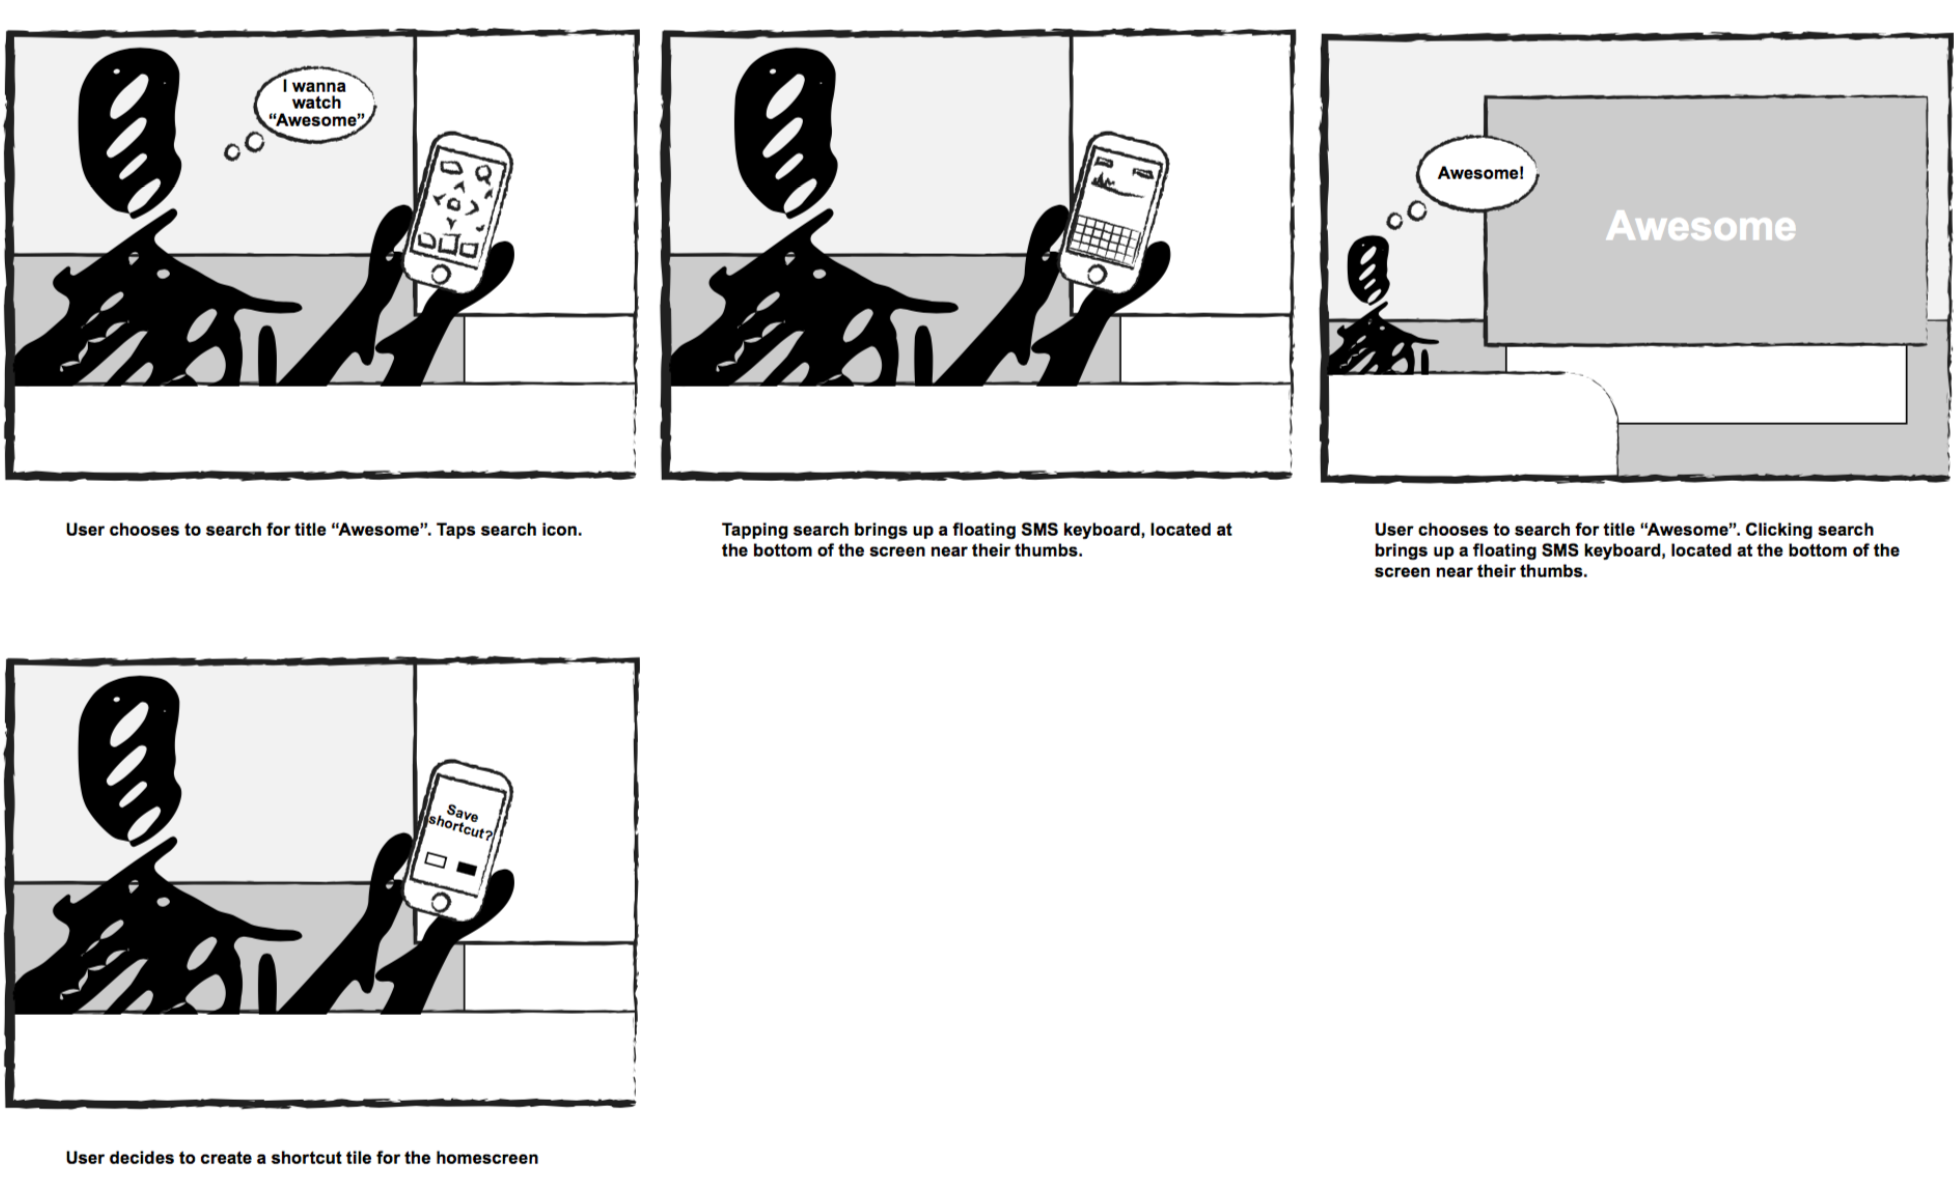 I wanna
watch
“Awesome”
Awesome!
Awesome
User chooses to search for title “Awesome”. Taps search icon.
Tapping search brings up a floating SMS keyboard, located at
the bottom of the screen near their thumbs.
User chooses to search for title “Awesome”. Clicking search
brings up a floating SMS keyboard, located at the bottom of the
screen near their thumbs.
Save
shortcut?
User decides to create a shortcut tile for the homescreen